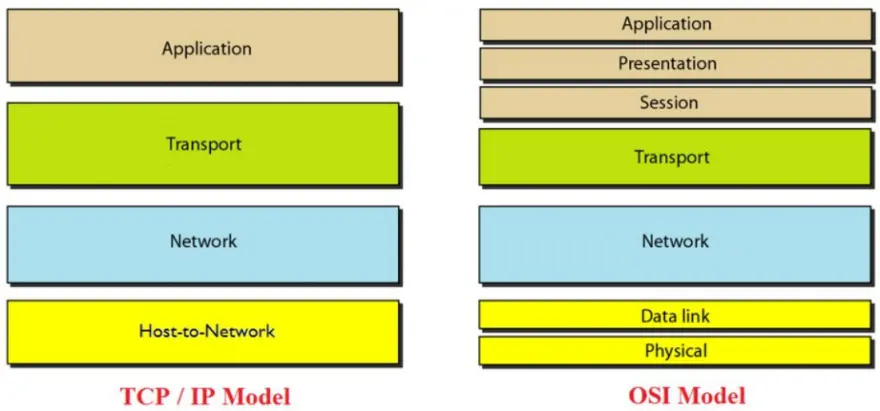 Application
Transport
Network
Host-to-Network
TCP / IP Model
Application
Presentation
Session
Transport
Network
Data link
Physical
OSI Model